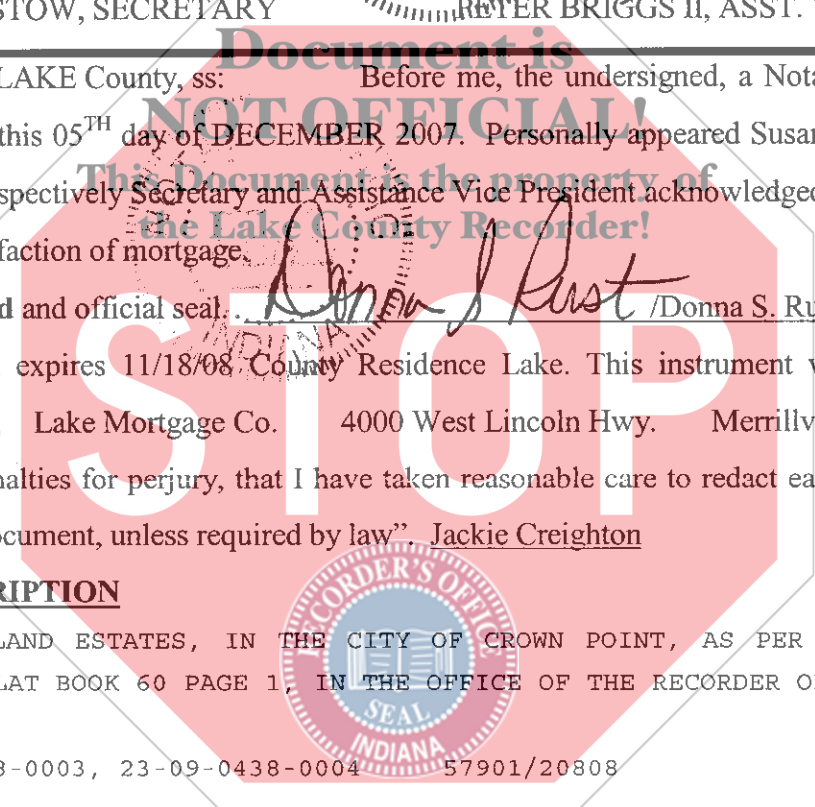 STOW, SECRETARY PETER BRIGGS II, ASST.
Document is
LAKE County, ss: Before me, the undersigned, a Nota
NOT OFFICIAL!
this 05TH day of DECEMBER 2007. Personally appeared Susan
This Document is the property of
spectively Secretary and Assistance Vice President acknowledged
the Lake County Recorder!
faction of mortgage.
d and official seal. Donna S Rust /Donna S. Ru
INDIANA
expires 11/18/08 County Residence Lake. This instrument w
Lake Mortgage Co. 4000 West Lincoln Hwy. Merrillv
STOP
nalties for perjury, that I have taken reasonable care to redact ea
ocument, unless required by law”. Jackie Creighton
RIPTION
LAND ESTATES, IN THE CITY OF CROWN POINT, AS PER
LAT BOOK 60 PAGE 1, IN THE OFFICE OF THE RECORDER O
RECORDER'S OFFICE
SEAL
INDIANA
8-0003, 23-09-0438-0004 57901/20808